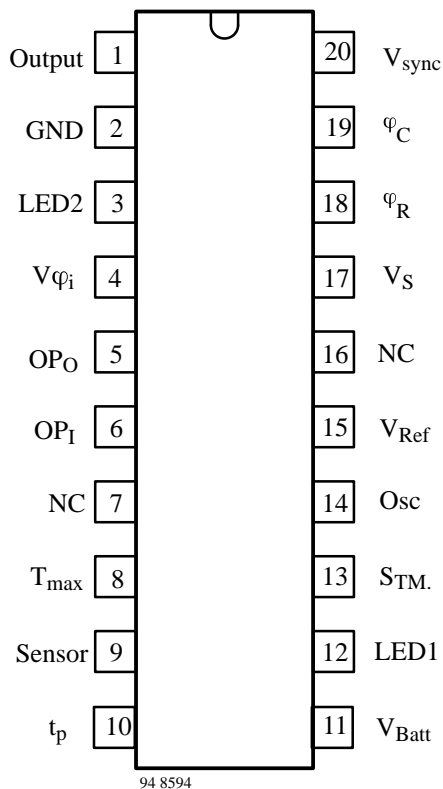 Output 1 20 Vsync
GND 2 19 φC
LED2 3 18 φR
Vφi 4 17 VS
OPO 5 16 NC
OPI 6 15 VRef
NC 7 14 Osc
Tmax 8 13 STM.
Sensor 9 12 LED1
tp 10 11 VBatt
94 8594